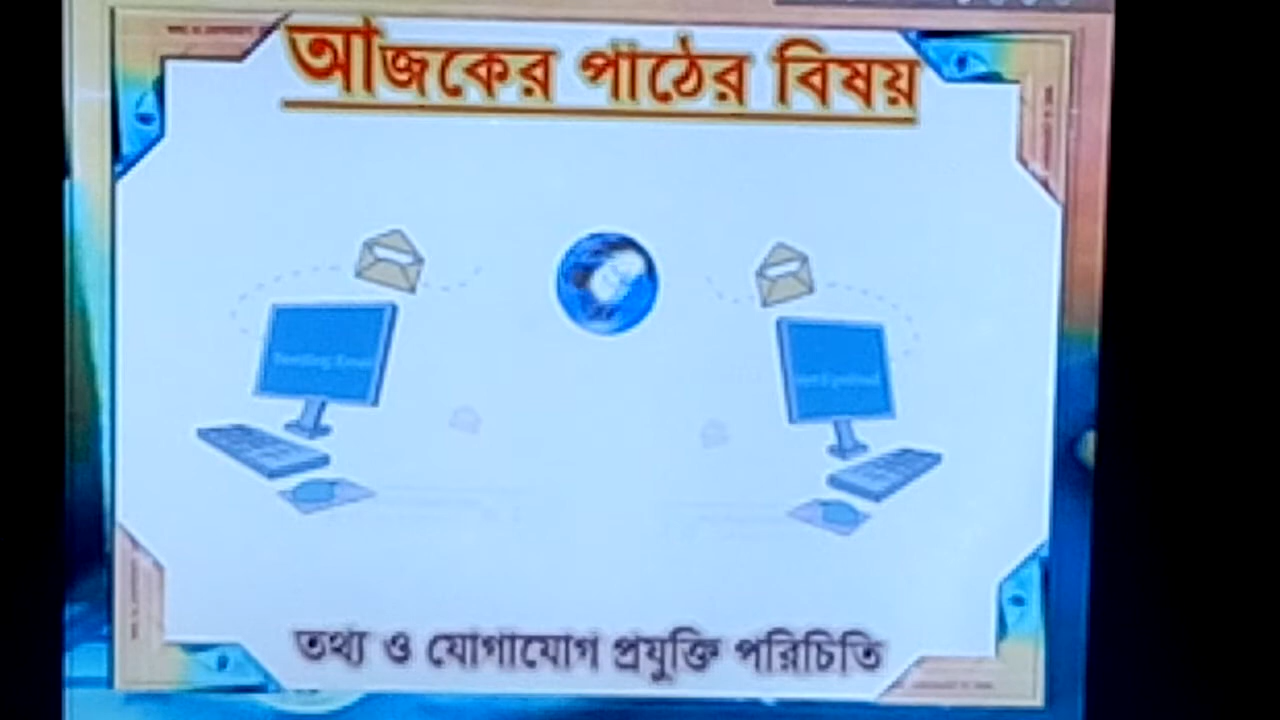 আজকের পাঠের বিষয়
তথ্য ও যোগাযোগ প্রযুক্তি পরিচিতি